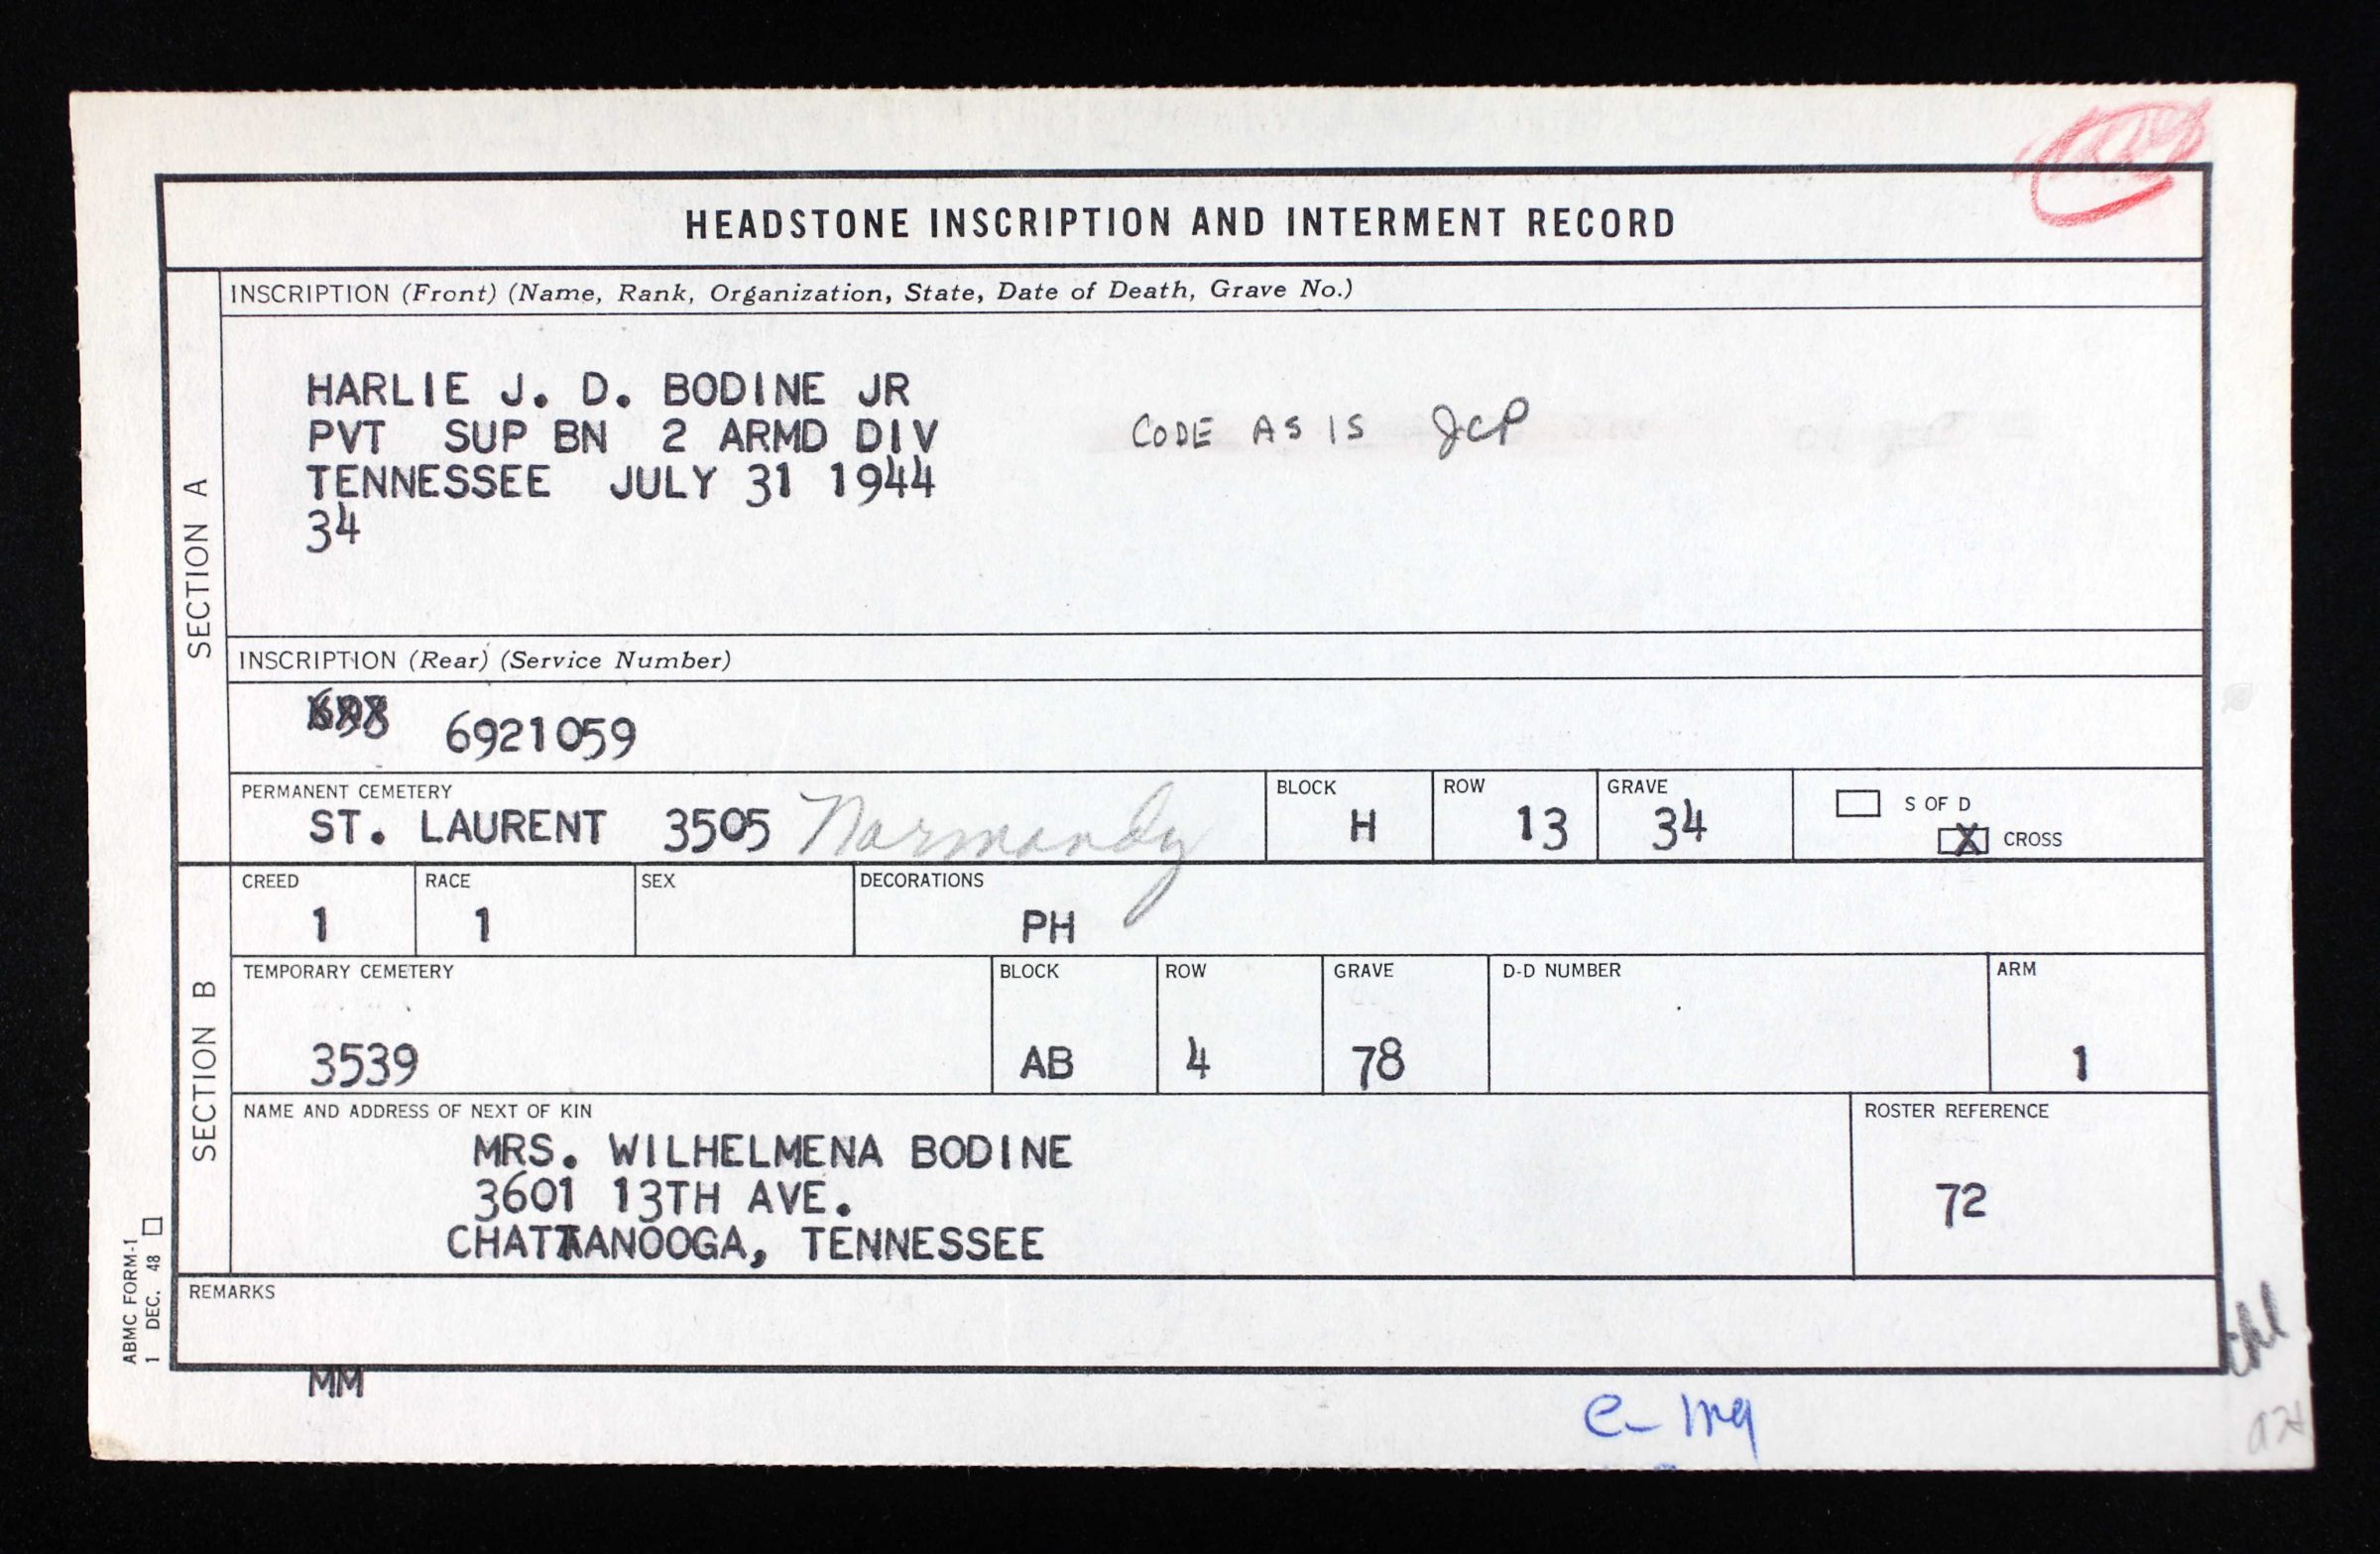 HEADSTONE INSCRIPTION AND INTERMENT RECORD
SECTION A
INSCRIPTION (Front) (Name, Rank, Organization, State, Date of Death, Grave No.)
HARLIE J. D. BODINE JR
PVT SUP BN 2 ARMD DIV
CODE AS IS JCP
TENNESSEE JULY 31 1944
34
INSCRIPTION (Rear) (Service Number)
6921059
PERMANENT CEMETERY
ST. LAURENT 3505 Normandy
BLOCK
H
ROW
13
GRAVE
34
S OF D
X CROSS
SECTION B
CREED
1
RACE
1
SEX
DECORATIONS
PH
TEMPORARY CEMETERY
3539
BLOCK
AB
ROW
4
GRAVE
78
D-D NUMBER
ARM
1
NAME AND ADDRESS OF NEXT OF KIN
MRS. WILHELMENA BODINE
3601 13TH AVE.
CHATTANOOGA, TENNESSEE
ROSTER REFERENCE
72
REMARKS
ABMC FORM-1
1 DEC. 48
MM